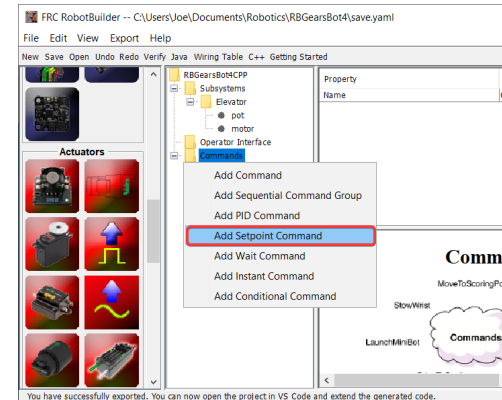 FRC RobotBuilder -- C:\Users\Joe\Documents\Robotics\RBGearsBot4\save.yaml
File Edit View Export Help
New Save Open Undo Redo Verify Java Wiring Table C++ Getting Started
RBGearsBot4CPP
Subsystems
Elevator
pot
motor
Operator Interface
Commands
Property
Name
Actuators
Add Command
Add Sequential Command Group
Add PID Command
Add Setpoint Command
Add Wait Command
Add Instant Command
Add Conditional Command
Comm
MoveToScoringPo
StowWrist
LaunchMiniBot
Commands
You have successfully exported. You can now open the project in VS Code and extend the generated code.